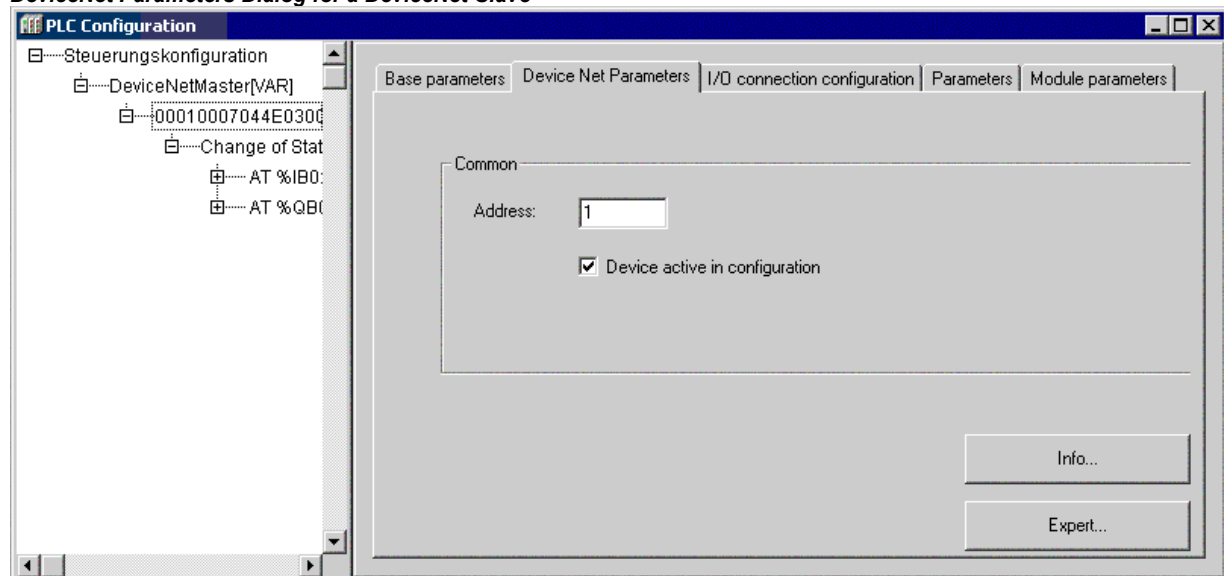 DeviceNet Parameters Dialog for a DeviceNet Slave
PLC Configuration
Steuerungskonfiguration
DeviceNetMaster[VAR]
00010007044E0300
Change of Stat
AT %IB0:
AT %QB(
Base parameters
Device Net Parameters
I/O connection configuration
Parameters
Module parameters
Common
Address:
1
Device active in configuration
Info...
Expert...